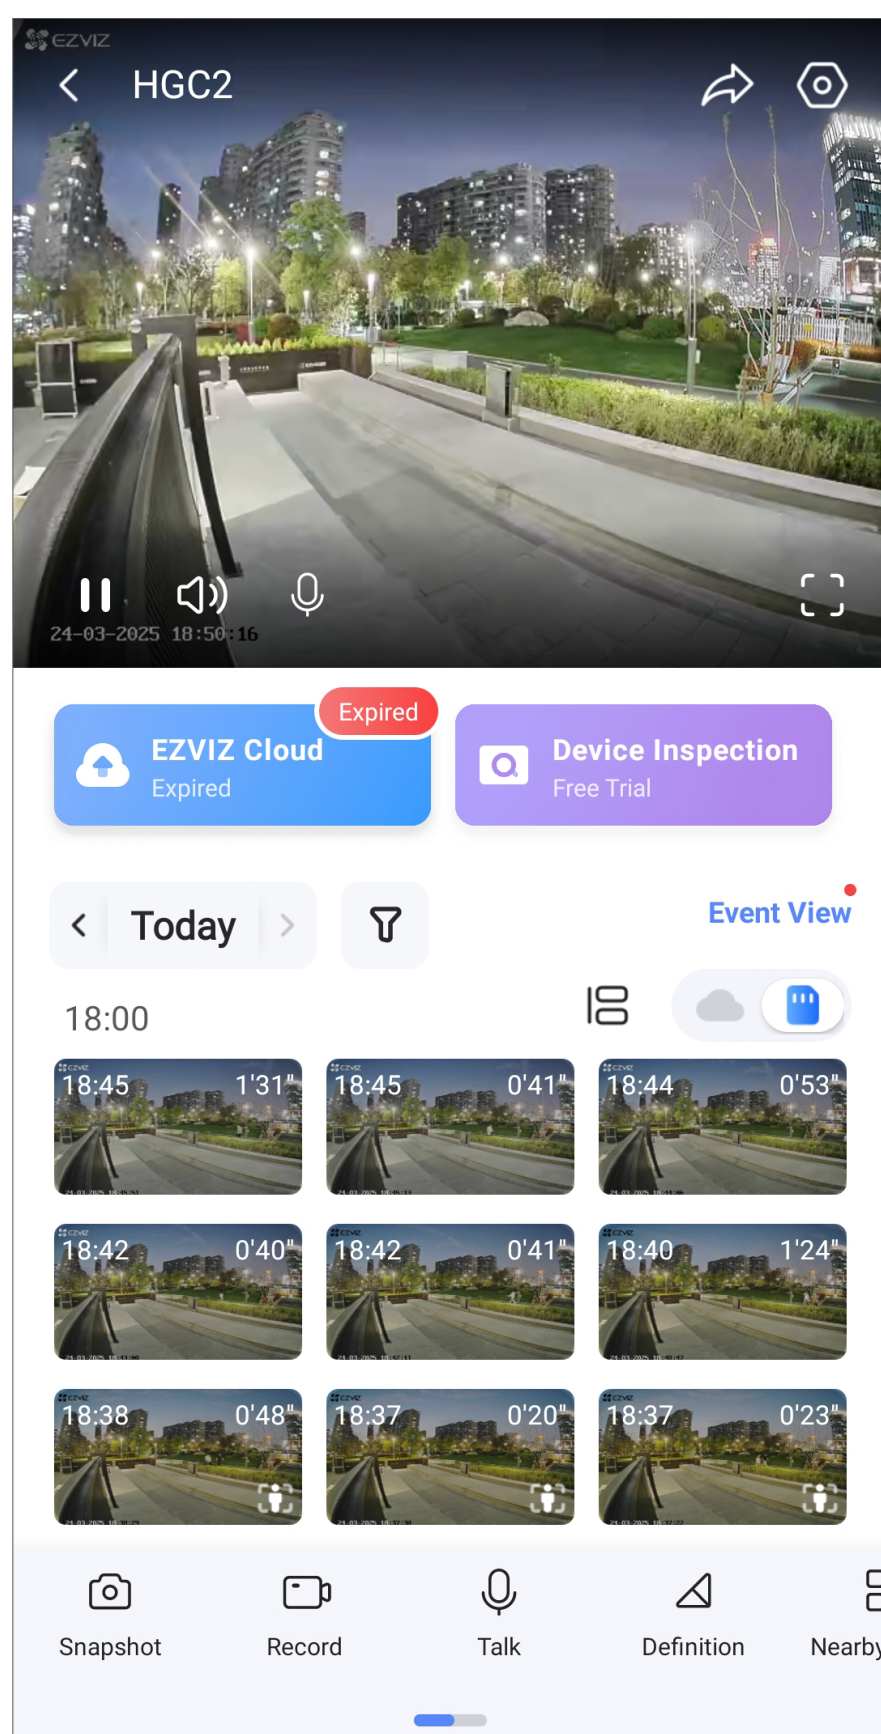 EZVIZ
HGC2
24-03-2025 18:50:16
Expired
EZVIZ Cloud
Expired
Device Inspection
Free Trial
Today
Event View
18:00
18:45 1'31"
18:45 0'41"
18:44 0'53"
18:42 0'40"
18:42 0'41"
18:40 1'24"
18:38 0'48"
18:37 0'20"
18:37 0'23"
Snapshot
Record
Talk
Definition
Nearby